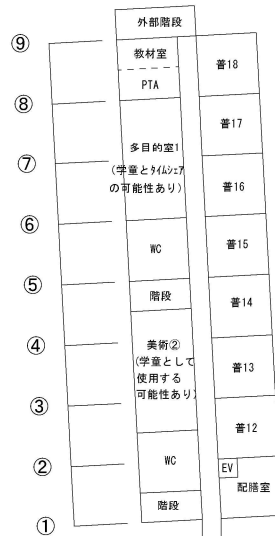 外部階段
⑨
教材室
普18
PTA
⑧
普17
多目的室1
⑦
(学童とタイムシェア
の可能性あり)
普16
⑥
普15
WC
⑤
階段
普14
④
美術②
(学童として
使用する
可能性あり)
普13
③
普12
②
WC
EV
配膳室
階段
①